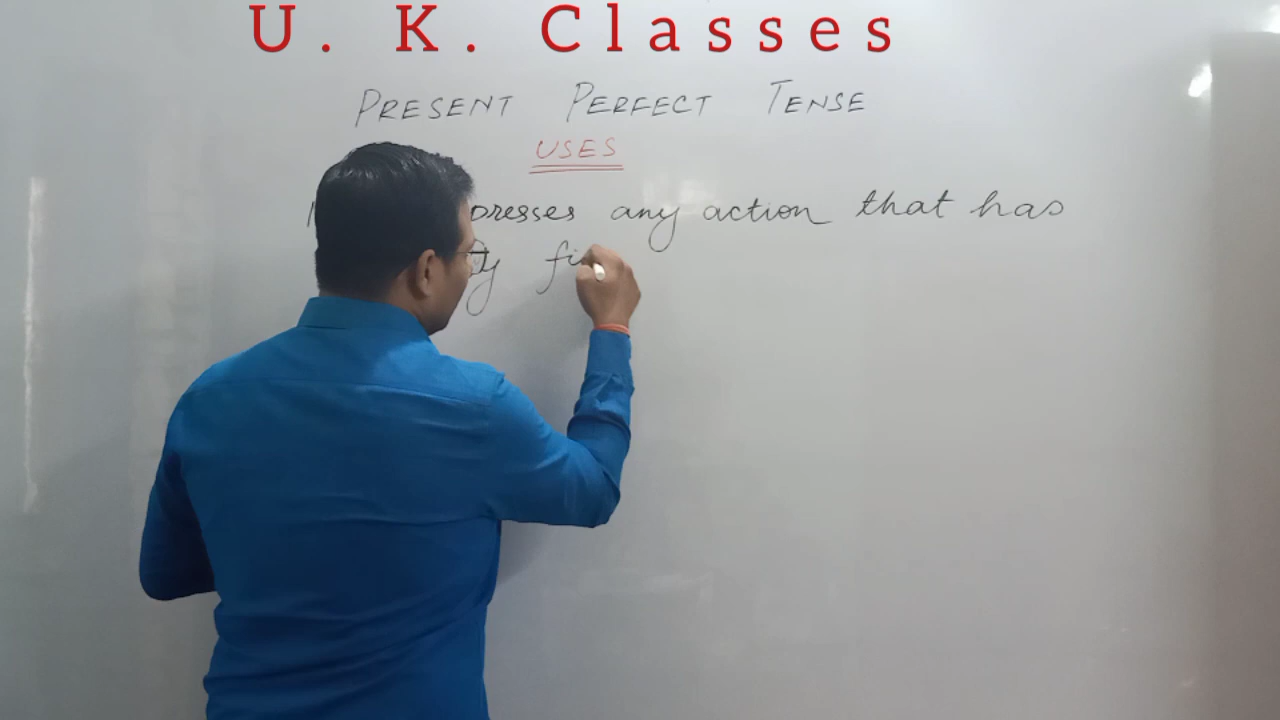 U. K. Classes
PRESENT PERFECT TENSE
USES
any action that has